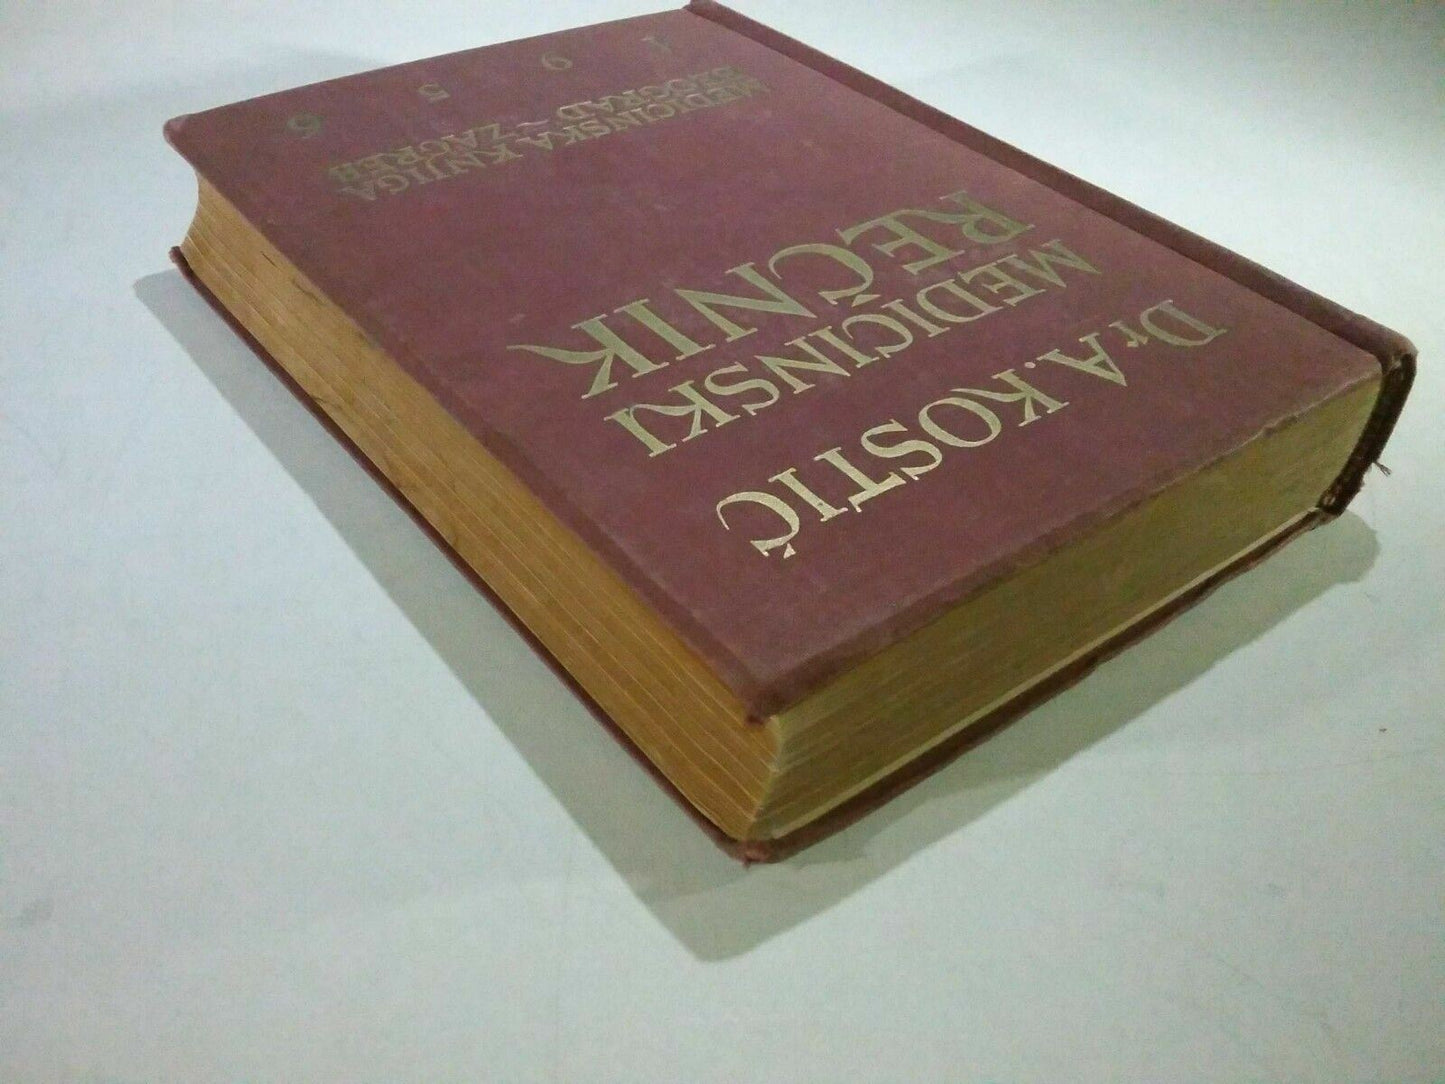 Dr A. KOSTIĆ
MEDICINSKI
REČNIK
MEDICINSKA KNJIGA
BEOGRAD ~ ZAGREB
1 9 5 6